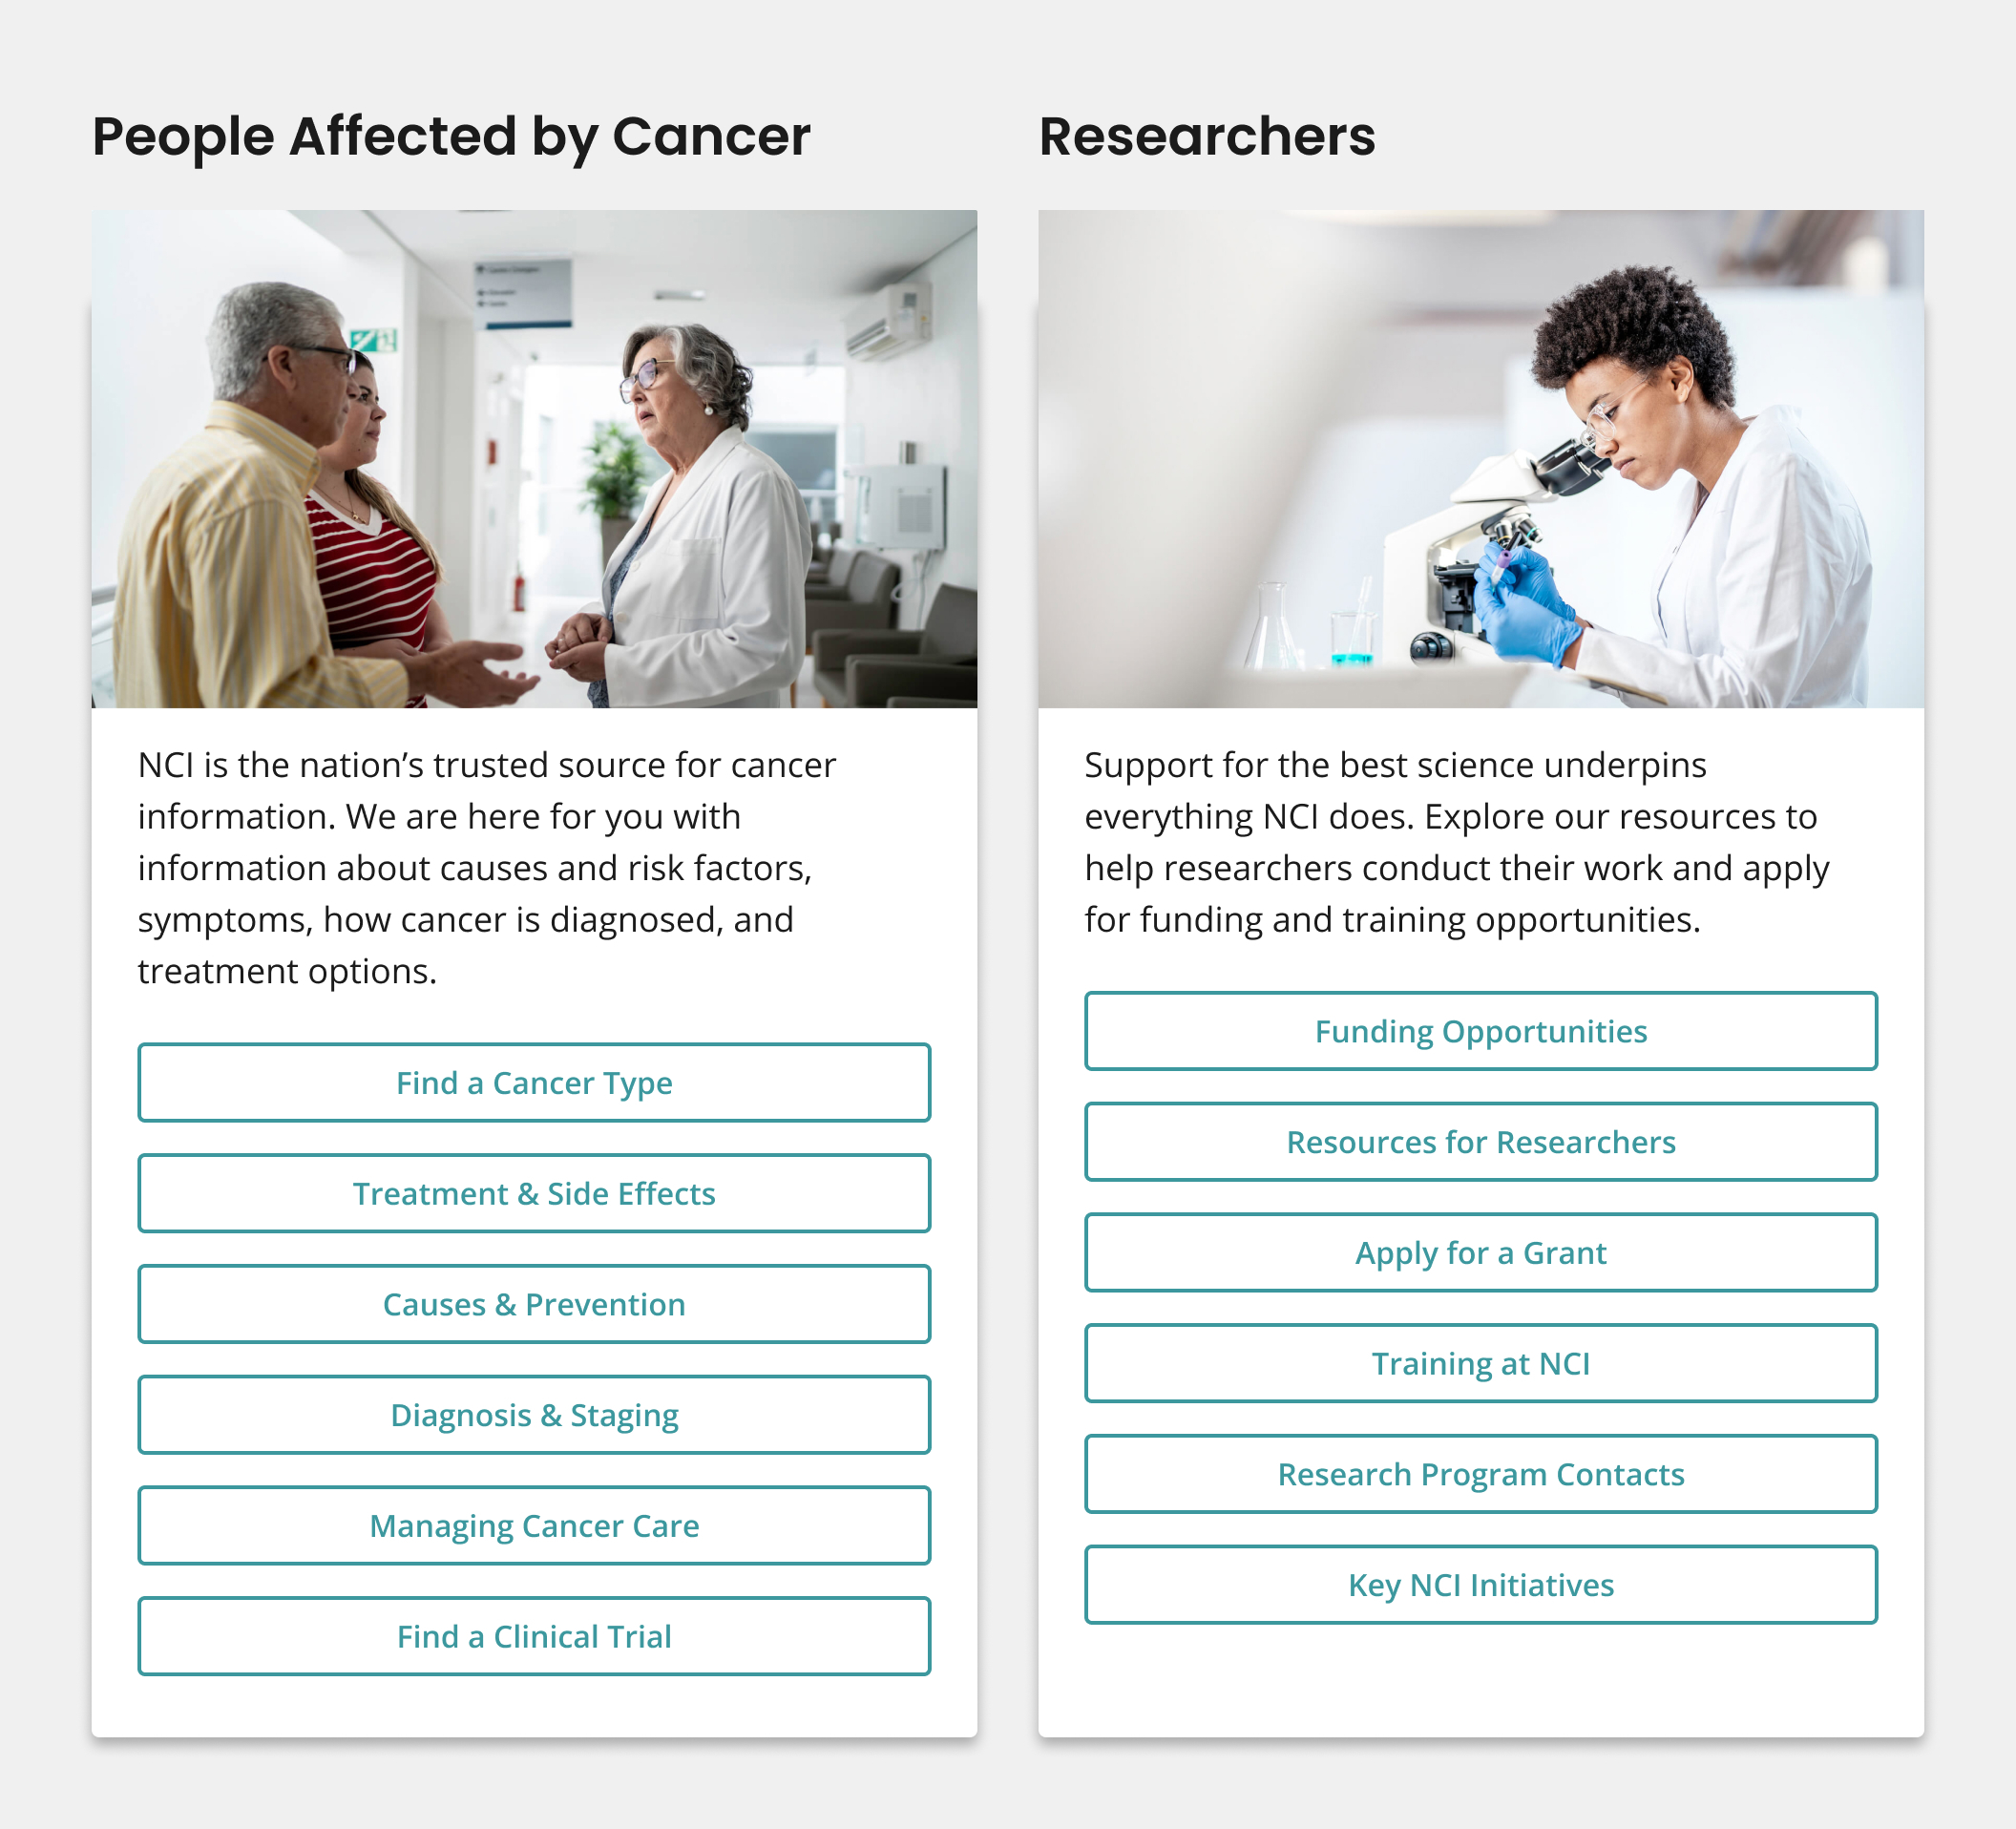 People Affected by Cancer
NCI is the nation’s trusted source for cancer
information. We are here for you with
information about causes and risk factors,
symptoms, how cancer is diagnosed, and
treatment options.
Find a Cancer Type
Treatment & Side Effects
Causes & Prevention
Diagnosis & Staging
Managing Cancer Care
Find a Clinical Trial
Researchers
Support for the best science underpins
everything NCI does. Explore our resources to
help researchers conduct their work and apply
for funding and training opportunities.
Funding Opportunities
Resources for Researchers
Apply for a Grant
Training at NCI
Research Program Contacts
Key NCI Initiatives